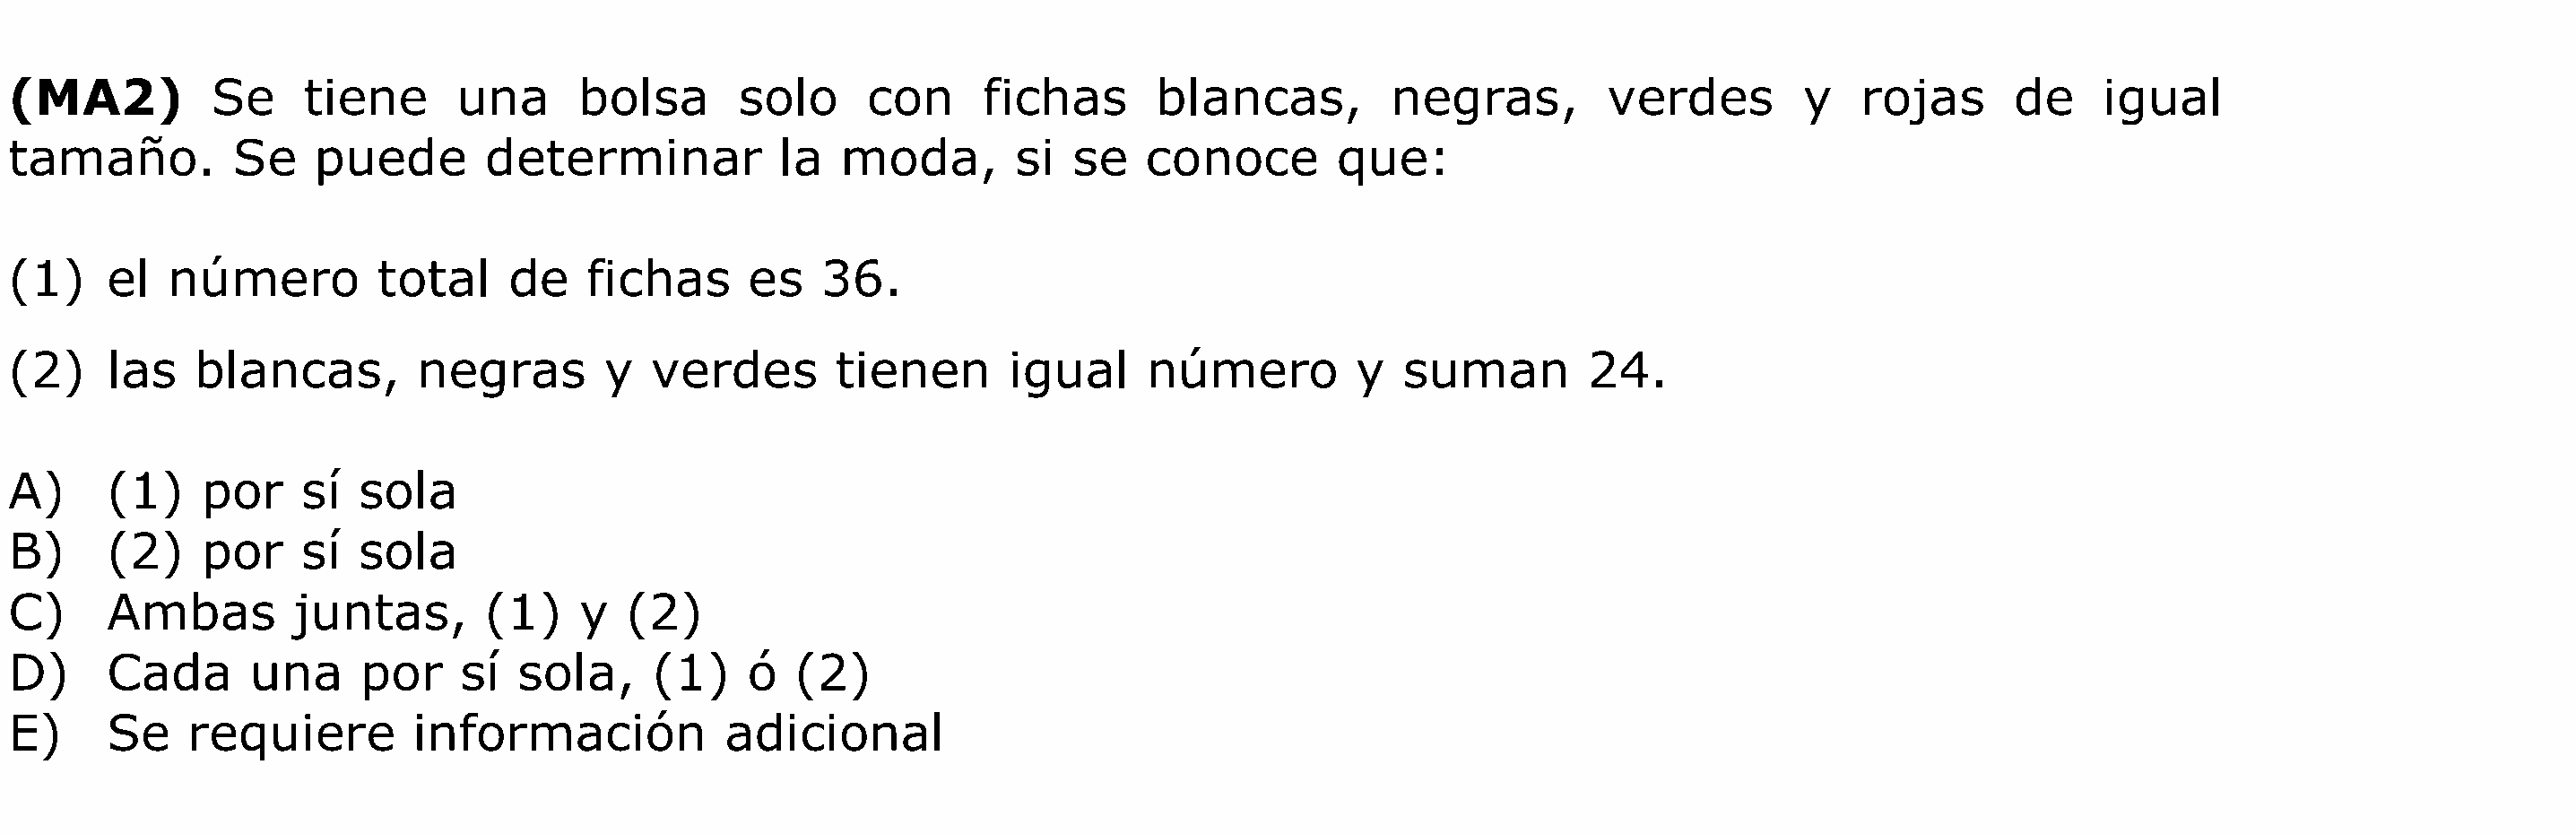 (MA2) Se tiene una bolsa solo con fichas blancas, negras, verdes y rojas de igual
tamaño. Se puede determinar la moda, si se conoce que:
(1) el número total de fichas es 36.
(2) las blancas, negras y verdes tienen igual número y suman 24.
A) (1) por sí sola
B) (2) por sí sola
C) Ambas juntas, (1) y (2)
D) Cada una por sí sola, (1) ó (2)
E) Se requiere información adicional